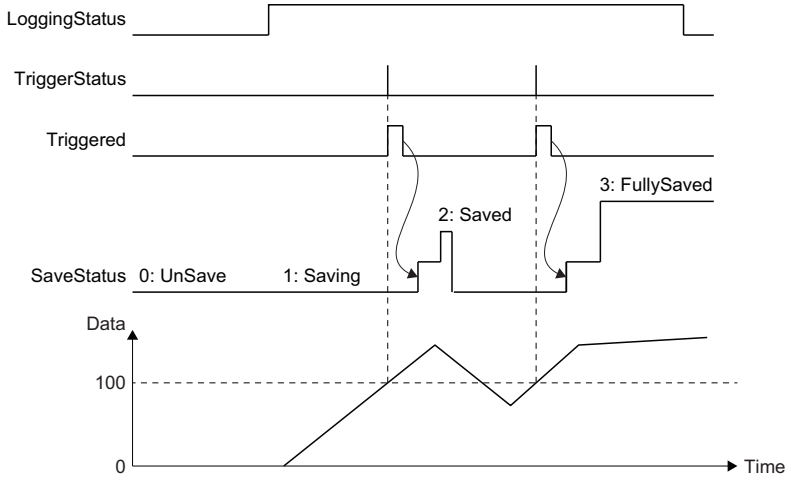 LoggingStatus
TriggerStatus
Triggered
3: FullySaved
2: Saved
SaveStatus 0: UnSave 1: Saving
Data
100
0
Time